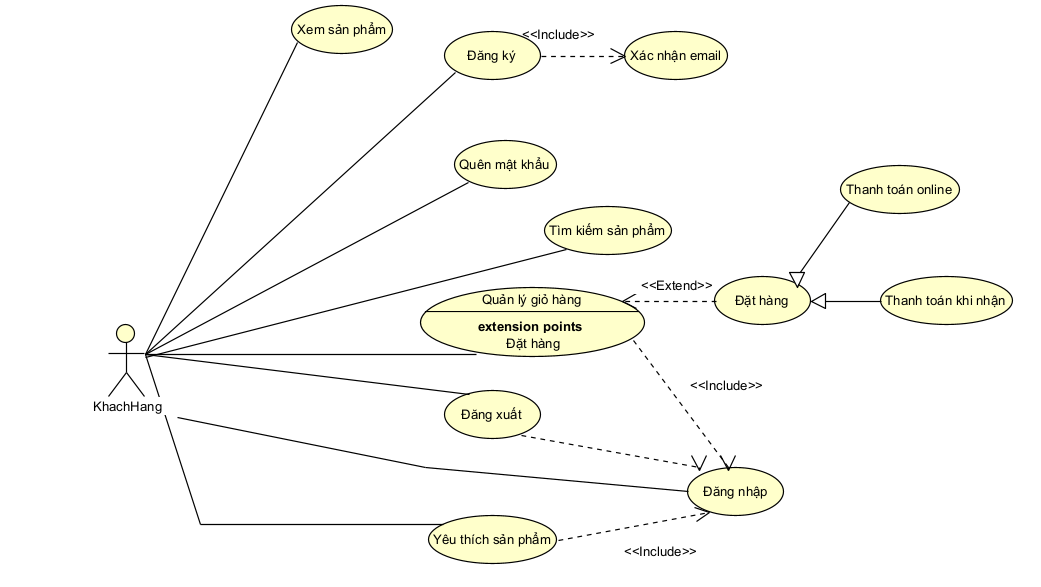 Xem sản phẩm
<<Include>>
Đăng ký
Xác nhận email
Quên mật khẩu
Thanh toán online
Tìm kiếm sản phẩm
<<Extend>>
Quản lý giỏ hàng
extension points
Đặt hàng
Đặt hàng
Thanh toán khi nhận
<<Include>>
KhachHang
Đăng xuất
Đăng nhập
Yêu thích sản phẩm
<<Include>>